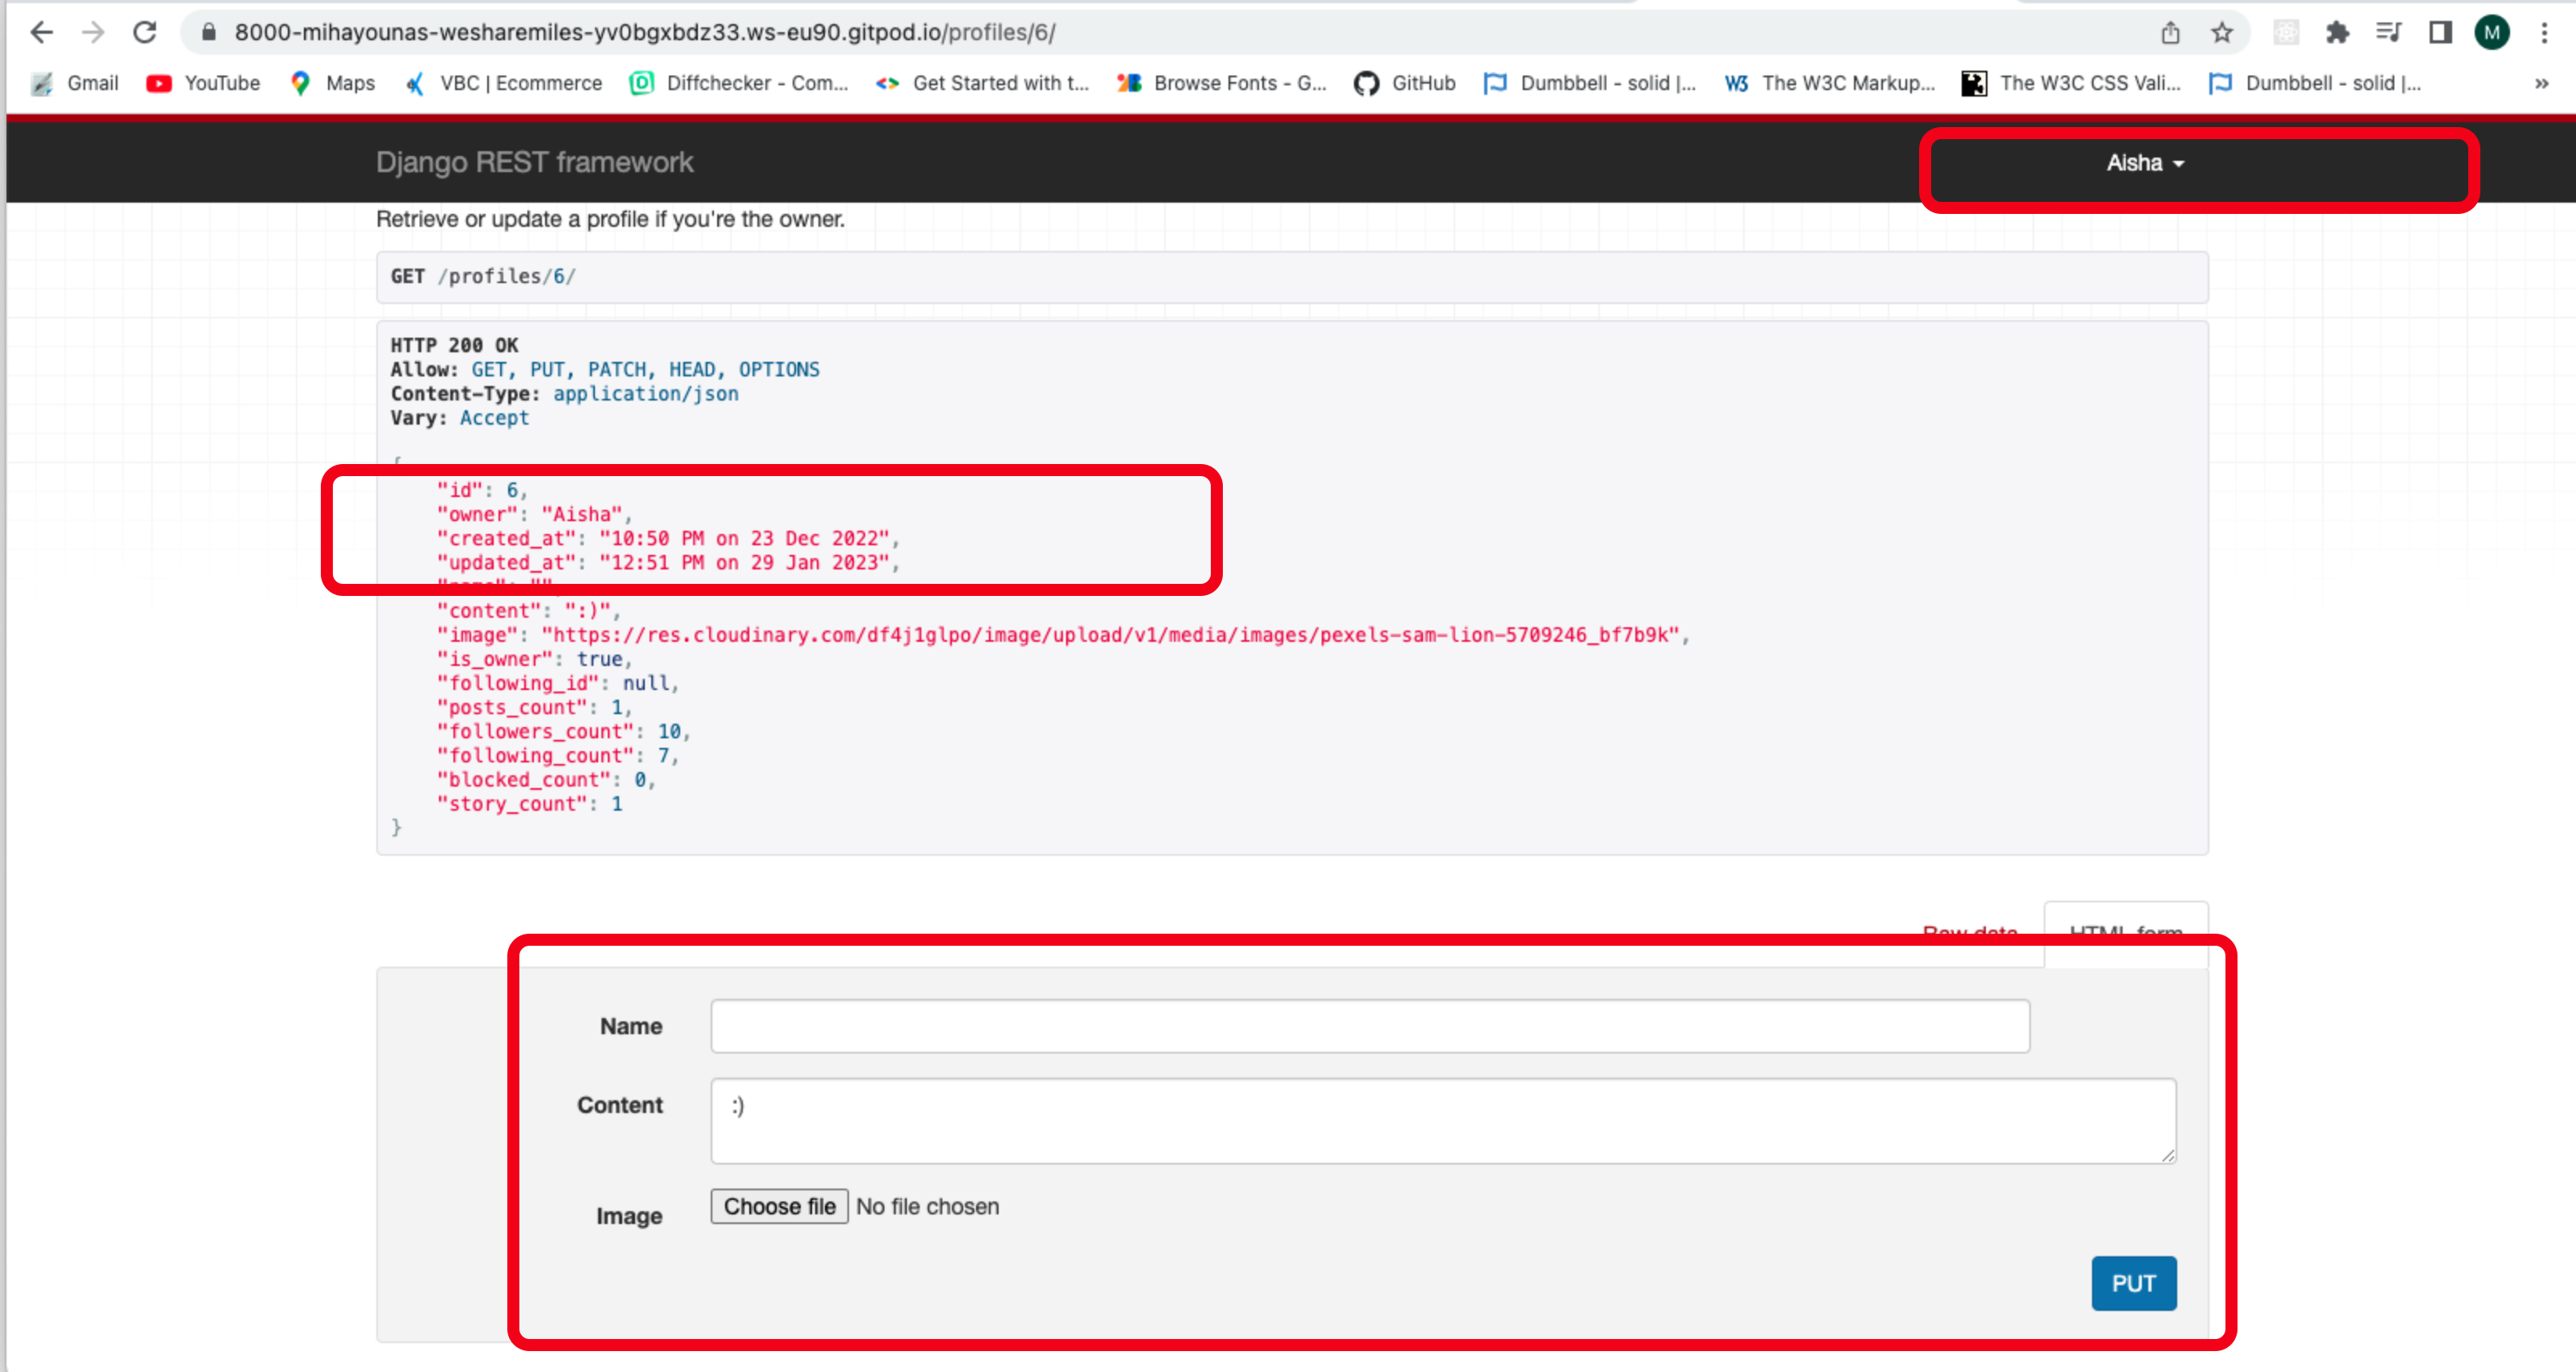 8000-mihayounas-wesharemiles-yv0bgxbdz33.ws-eu90.gitpod.io/profiles/6/
M
Gmail YouTube Maps VBC | Ecommerce Diffchecker - Com... Get Started with t... Browse Fonts - G... GitHub Dumbbell - solid |... W3 The W3C Markup... The W3C CSS Vali... Dumbbell - solid |... »
Django REST framework
Aisha
Retrieve or update a profile if you're the owner.
GET /profiles/6/
HTTP 200 OK
Allow: GET, PUT, PATCH, HEAD, OPTIONS
Content-Type: application/json
Vary: Accept
{
"id": 6,
"owner": "Aisha",
"created_at": "10:50 PM on 23 Dec 2022",
"updated_at": "12:51 PM on 29 Jan 2023",
"name": ""
"content": ":)",
"image": "https://res.cloudinary.com/df4j1glpo/image/upload/v1/media/images/pexels-sam-lion-5709246_bf7b9k",
"is_owner": true,
"following_id": null,
"posts_count": 1,
"followers_count": 10,
"following_count": 7,
"blocked_count": 0,
"story_count": 1
}
Raw data HTML form
Name
Content :)
Image Choose file No file chosen
PUT